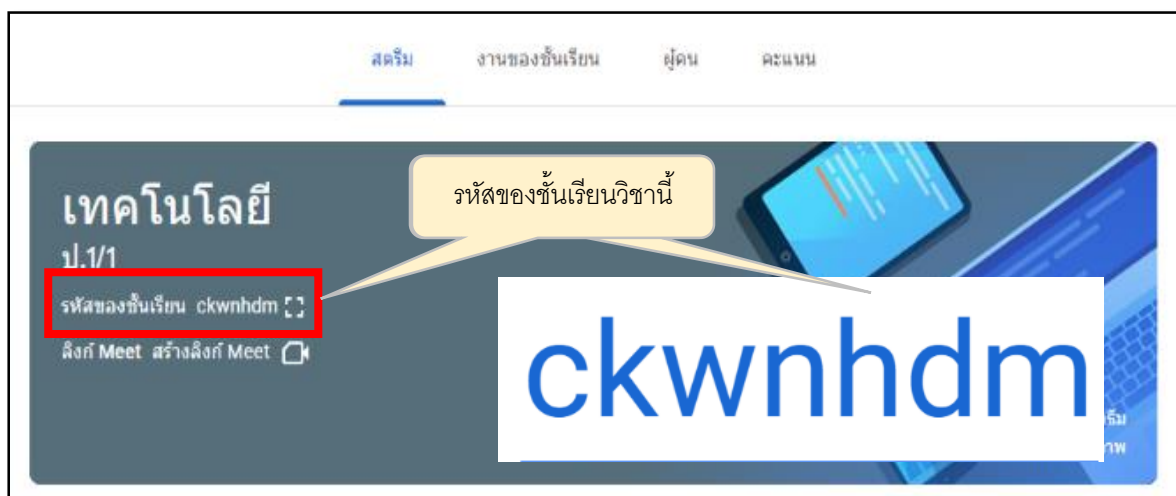 สตรีม งานของชั้นเรียน ผู้คน คะแนน
เทคโนโลยี
ป.1/1
รหัสของชั้นเรียนวิชานี้
รหัสของชั้นเรียน ckwnhdm
ลิงก์ Meet สร้างลิงก์ Meet
ckwnhdm